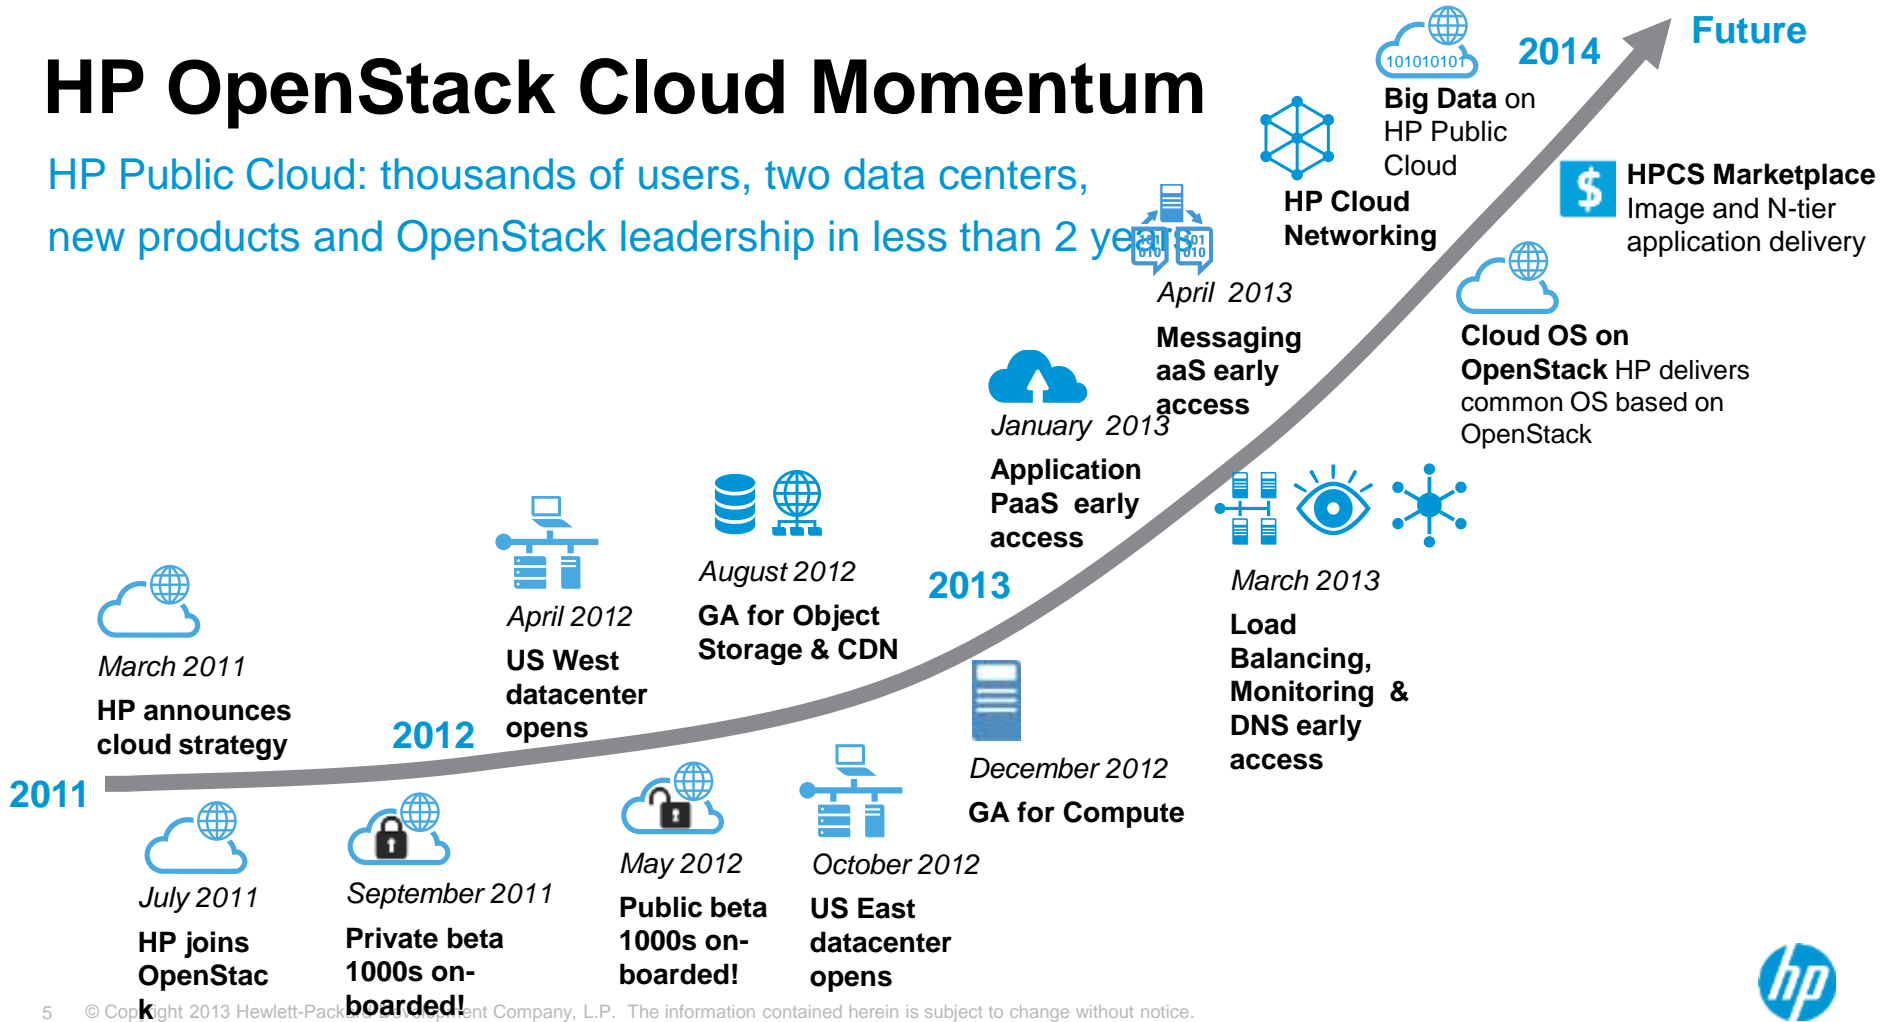 HP OpenStack Cloud Momentum
HP Public Cloud: thousands of users, two data centers,
new products and OpenStack leadership in less than 2 years
2011
March 2011
HP announces
cloud strategy
July 2011
HP joins
OpenStac
k
September 2011
Private beta
1000s on-
boarded!
2012
April 2012
US West
datacenter
opens
May 2012
Public beta
1000s on-
boarded!
August 2012
GA for Object
Storage & CDN
October 2012
US East
datacenter
opens
December 2012
GA for Compute
2013
January 2013
Application
PaaS early
access
March 2013
Load
Balancing,
Monitoring &
DNS early
access
101
010
101
010
April 2013
Messaging
aaS early
access
HP Cloud
Networking
101010101
Big Data on
HP Public
Cloud
2014
Future
$
HPCS Marketplace
Image and N-tier
application delivery
Cloud OS on
OpenStack HP delivers
common OS based on
OpenStack
5 © Copyright 2013 Hewlett-Packard Development Company, L.P. The information contained herein is subject to change without notice.
hp